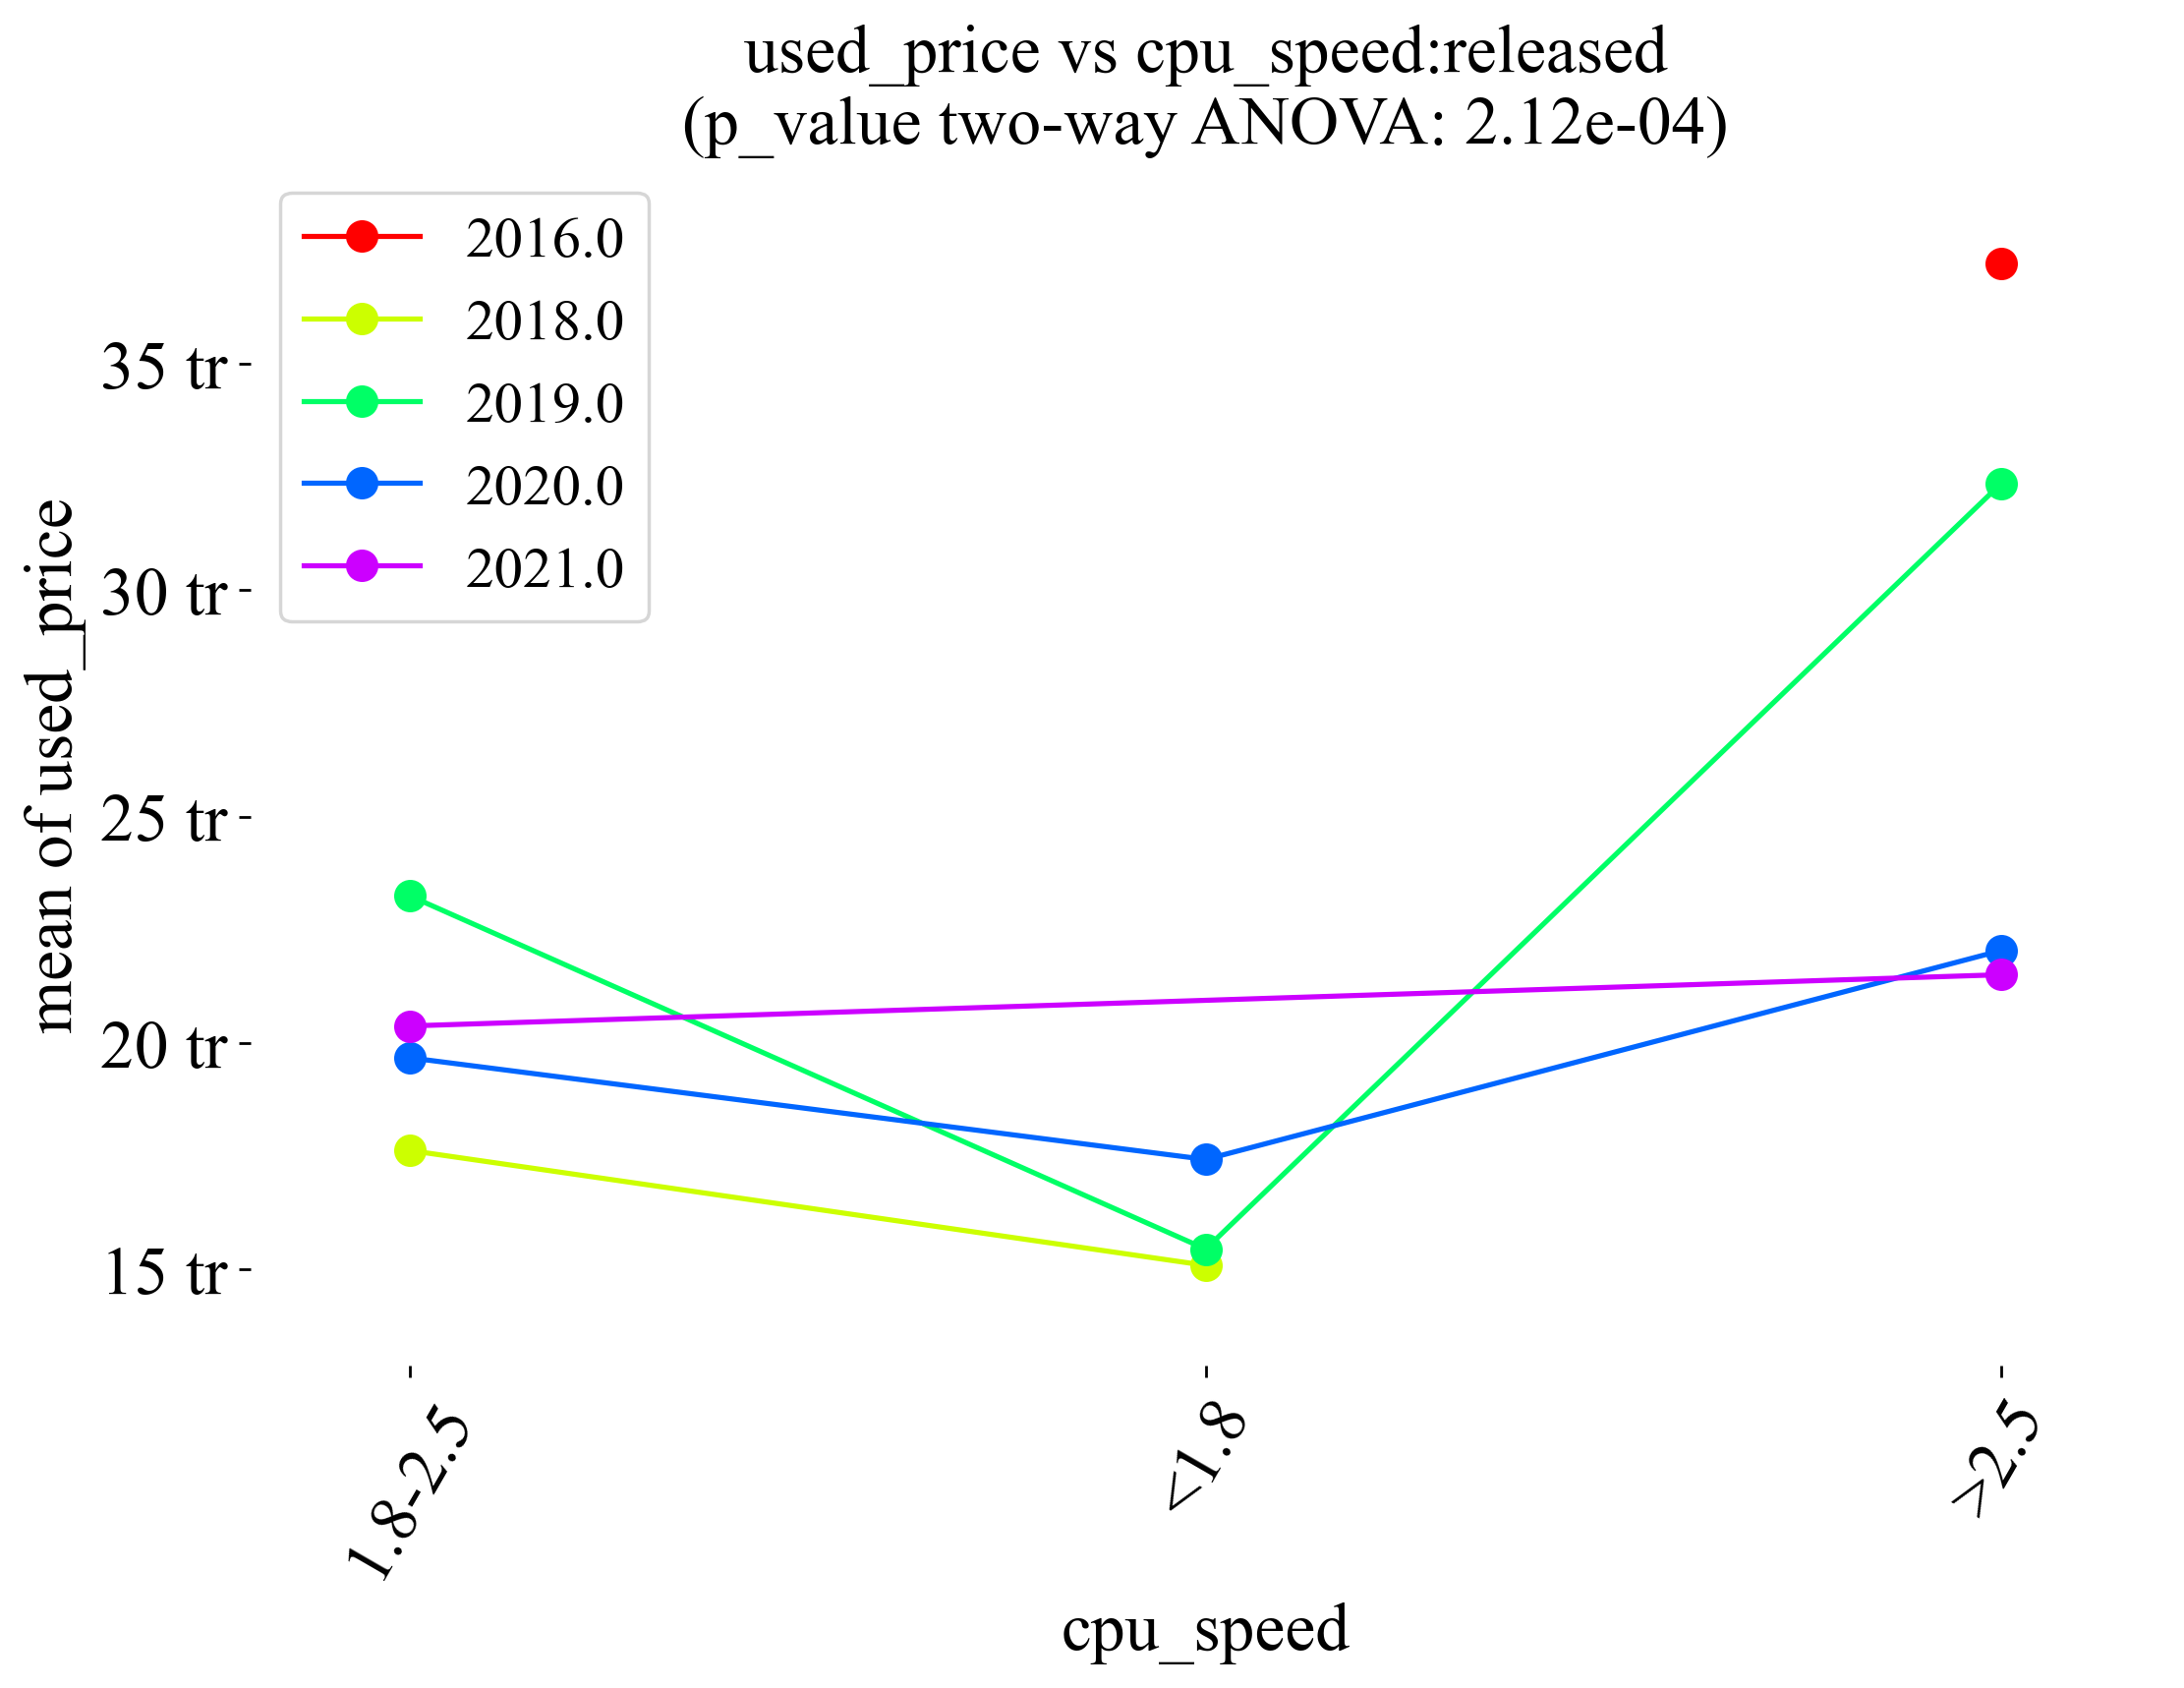 used_price vs cpu_speed:released
(p_value two-way ANOVA: 2.12e-04)
2016.0
2018.0
2019.0
2020.0
2021.0
mean of used_price
35 tr
30 tr
25 tr
20 tr
15 tr
1.8-2.5
<1.8
>2.5
cpu_speed